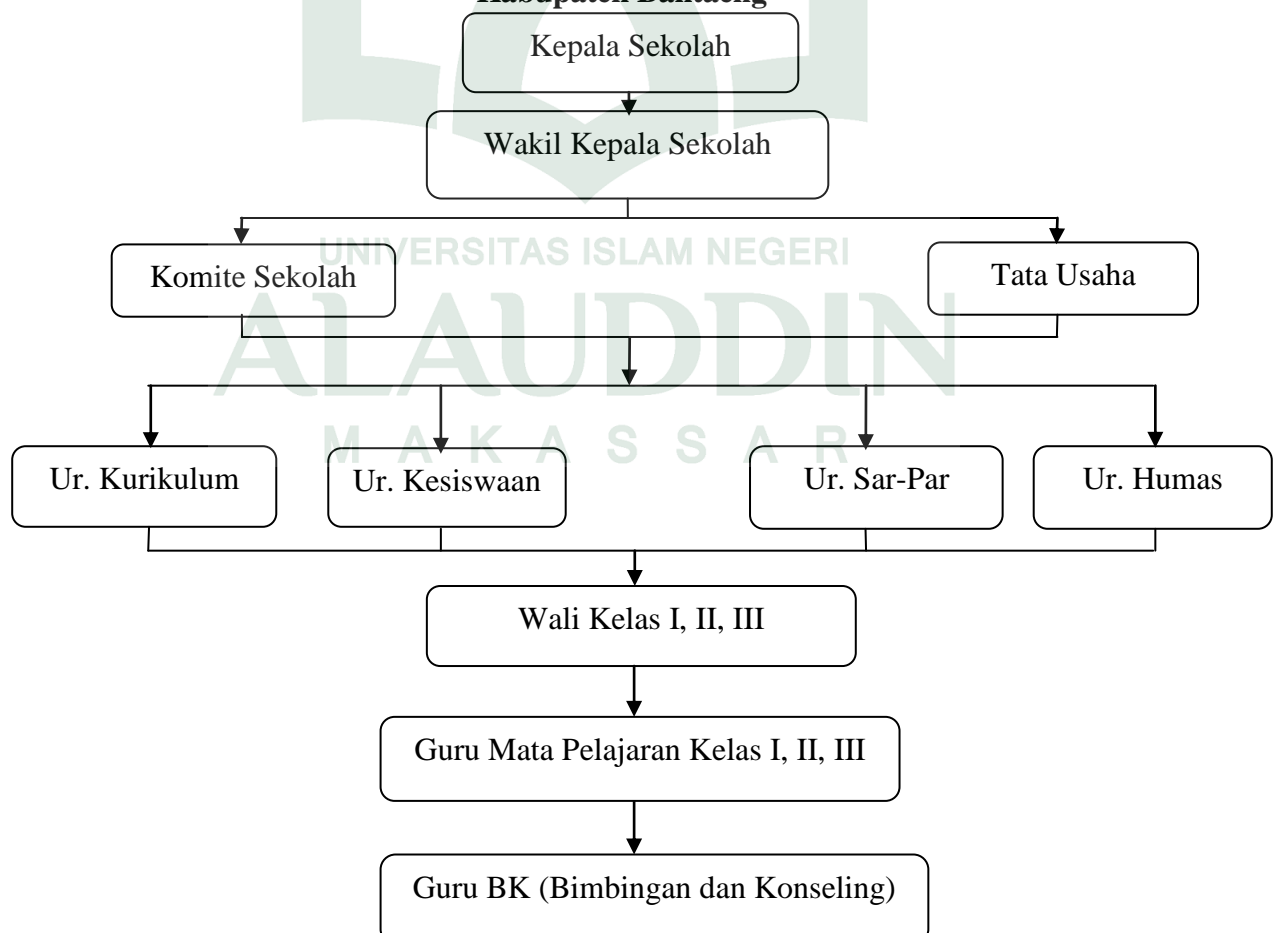 Kabupaten Bantaeng
Kepala Sekolah
Wakil Kepala Sekolah
UNIVERSITAS ISLAM NEGERI
Komite Sekolah
Tata Usaha
ALAUDDIN
MAKASSAR
Ur. Kurikulum
Ur. Kesiswaan
Ur. Sar-Par
Ur. Humas
Wali Kelas I, II, III
Guru Mata Pelajaran Kelas I, II, III
Guru BK (Bimbingan dan Konseling)